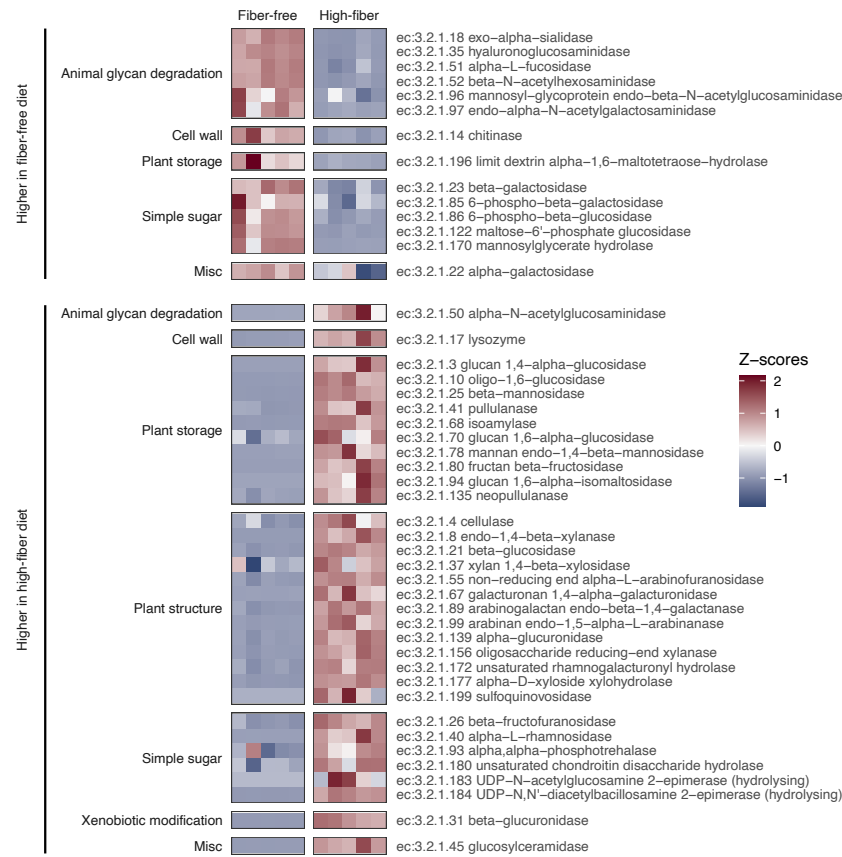 Fiber-free High-fiber
Higher in fiber-free diet
Animal glycan degradation
ec:3.2.1.18 exo-alpha-sialidase
ec:3.2.1.35 hyaluronoglucosaminidase
ec:3.2.1.51 alpha-L-fucosidase
ec:3.2.1.52 beta-N-acetylhexosaminidase
ec:3.2.1.96 mannosyl-glycoprotein endo-beta-N-acetylglucosaminidase
ec:3.2.1.97 endo-alpha-N-acetylgalactosaminidase
Cell wall
ec:3.2.1.14 chitinase
Plant storage
ec:3.2.1.196 limit dextrin alpha-1,6-maltotetraose-hydrolase
Simple sugar
ec:3.2.1.23 beta-galactosidase
ec:3.2.1.85 6-phospho-beta-galactosidase
ec:3.2.1.86 6-phospho-beta-glucosidase
ec:3.2.1.122 maltose-6'-phosphate glucosidase
ec:3.2.1.170 mannosylglycerate hydrolase
Misc
ec:3.2.1.22 alpha-galactosidase
Higher in high-fiber diet
Animal glycan degradation
ec:3.2.1.50 alpha-N-acetylglucosaminidase
Cell wall
ec:3.2.1.17 lysozyme
Plant storage
ec:3.2.1.3 glucan 1,4-alpha-glucosidase
ec:3.2.1.10 oligo-1,6-glucosidase
ec:3.2.1.25 beta-mannosidase
ec:3.2.1.41 pullulanase
ec:3.2.1.68 isoamylase
ec:3.2.1.70 glucan 1,6-alpha-glucosidase
ec:3.2.1.78 mannan endo-1,4-beta-mannosidase
ec:3.2.1.80 fructan beta-fructosidase
ec:3.2.1.94 glucan 1,6-alpha-isomaltosidase
ec:3.2.1.135 neopullulanase
Plant structure
ec:3.2.1.4 cellulase
ec:3.2.1.8 endo-1,4-beta-xylanase
ec:3.2.1.21 beta-glucosidase
ec:3.2.1.37 xylan 1,4-beta-xylosidase
ec:3.2.1.55 non-reducing end alpha-L-arabinofuranosidase
ec:3.2.1.67 galacturonan 1,4-alpha-galacturonidase
ec:3.2.1.89 arabinogalactan endo-beta-1,4-galactanase
ec:3.2.1.99 arabinan endo-1,5-alpha-L-arabinanase
ec:3.2.1.139 alpha-glucuronidase
ec:3.2.1.156 oligosaccharide reducing-end xylanase
ec:3.2.1.172 unsaturated rhamnogalacturonyl hydrolase
ec:3.2.1.177 alpha-D-xyloside xylohydrolase
ec:3.2.1.199 sulfoquinovosidase
Simple sugar
ec:3.2.1.26 beta-fructofuranosidase
ec:3.2.1.40 alpha-L-rhamnosidase
ec:3.2.1.93 alpha,alpha-phosphotrehalase
ec:3.2.1.180 unsaturated chondroitin disaccharide hydrolase
ec:3.2.1.183 UDP-N-acetylglucosamine 2-epimerase (hydrolysing)
ec:3.2.1.184 UDP-N,N'-diacetylbacillosamine 2-epimerase (hydrolysing)
Xenobiotic modification
ec:3.2.1.31 beta-glucuronidase
Misc
ec:3.2.1.45 glucosylceramidase
Z-scores
2
1
0
-1